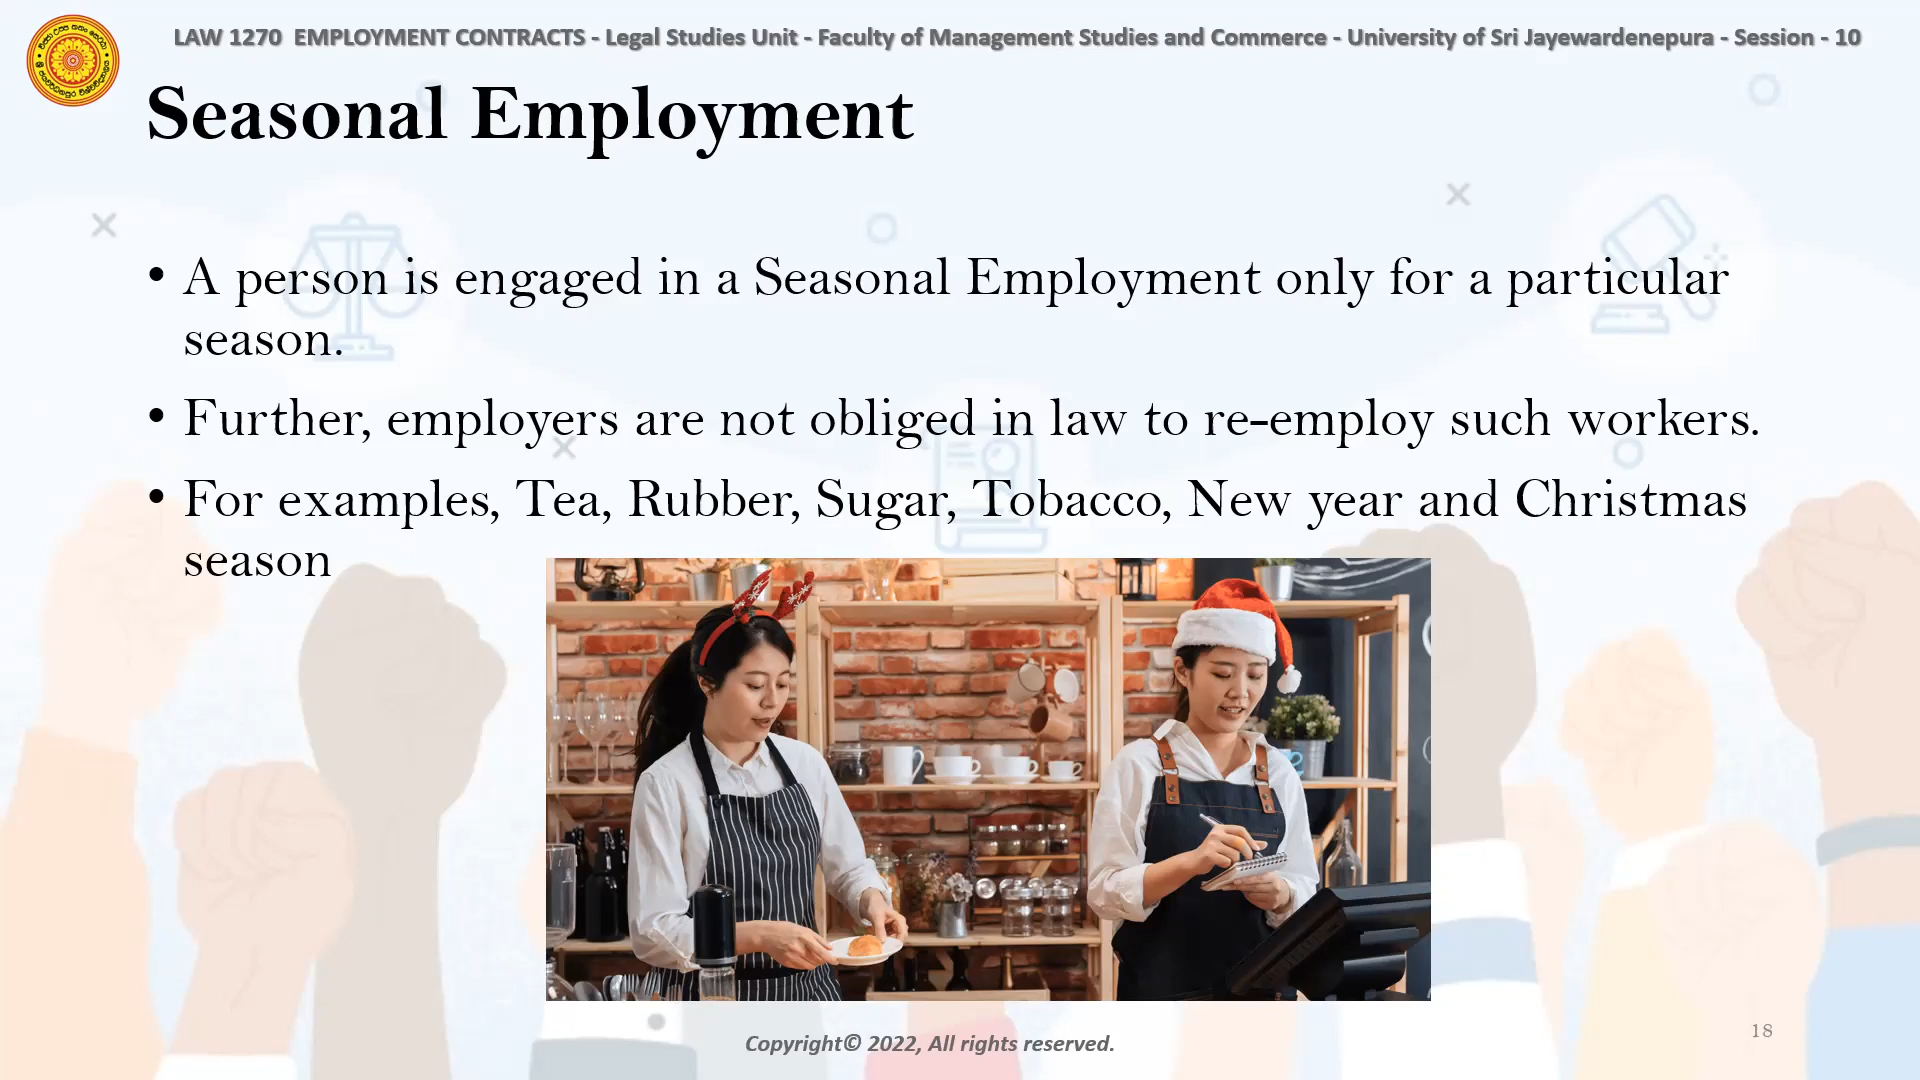 LAW 1270 EMPLOYMENT CONTRACTS - Legal Studies Unit - Faculty of Management Studies and Commerce - University of Sri Jayewardenepura - Session - 10
Seasonal Employment
• A person is engaged in a Seasonal Employment only for a particular
season.
• Further, employers are not obliged in law to re-employ such workers.
• For examples, Tea, Rubber, Sugar, Tobacco, New year and Christmas
season
Copyright© 2022, All rights reserved.
18